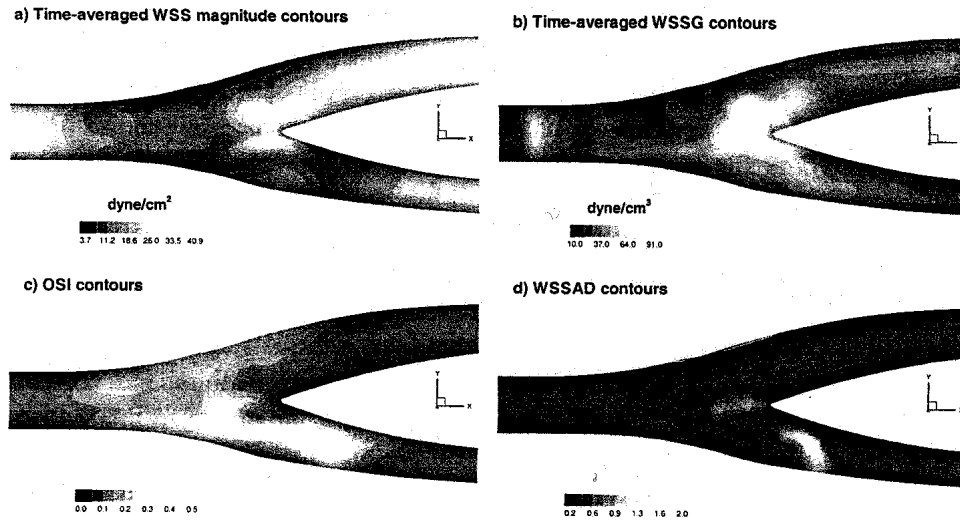 a) Time-averaged WSS magnitude contours
b) Time-averaged WSSG contours
Y
X
Y
dyne/cm²
3.7 11.2 18.6 26.0 33.5 40.9
dyne/cm³
10.0 37.0 64.0 91.0
c) OSI contours
d) WSSAD contours
Y
X
Y
X
0.0 0.1 0.2 0.3 0.4 0.5
0.2 0.6 0.9 1.3 1.6 2.0